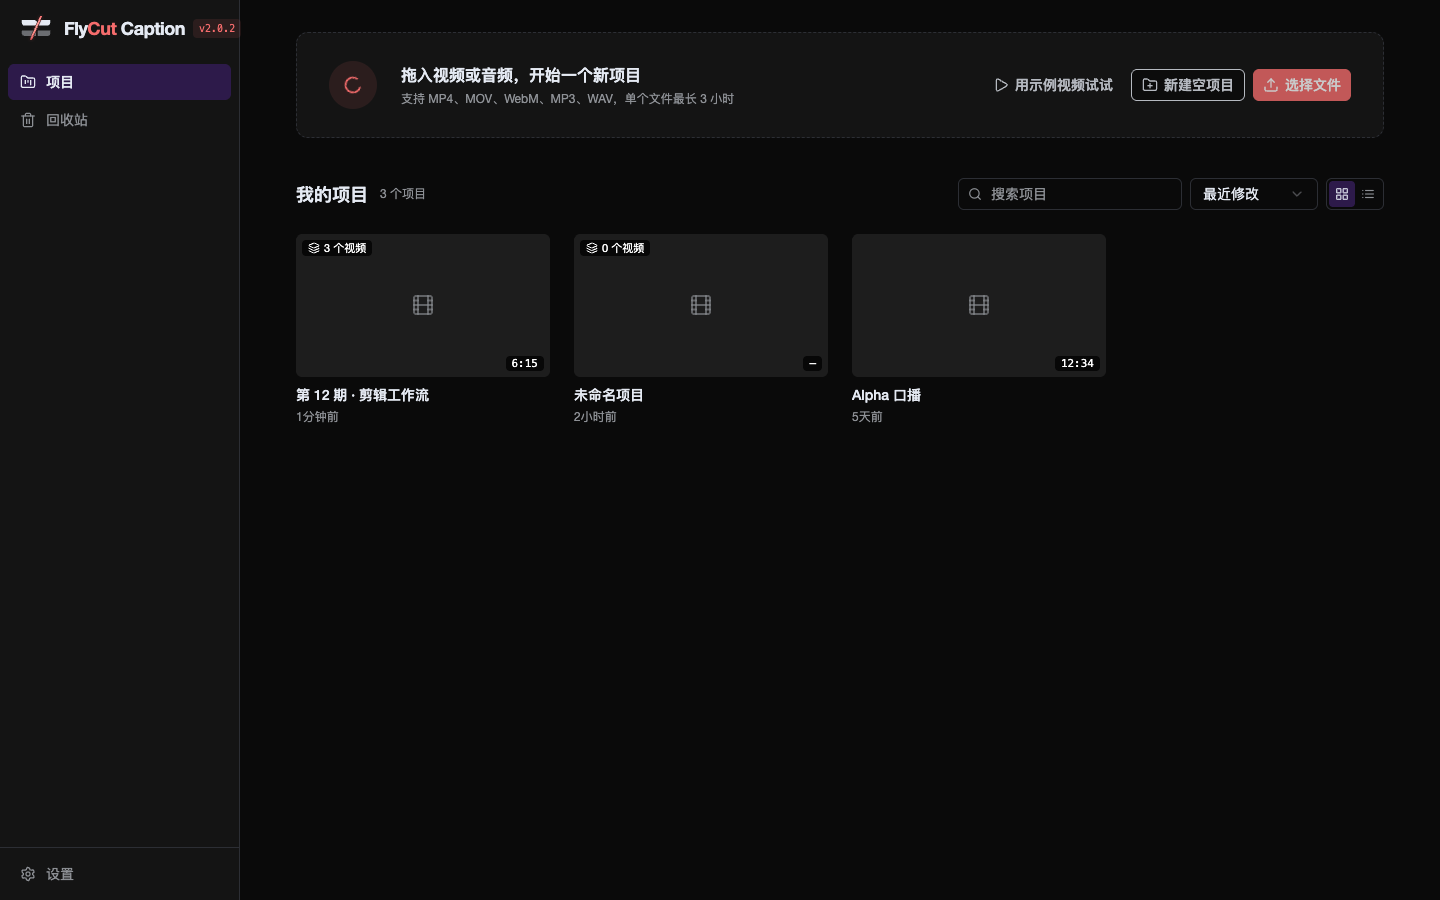 FlyCut Caption v2.0.2
项目
回收站
设置
拖入视频或音频，开始一个新项目
支持 MP4、MOV、WebM、MP3、WAV，单个文件最长 3 小时
用示例视频试试
新建空项目
选择文件
我的项目 3 个项目
搜索项目
最近修改
3 个视频
6:15
第 12 期 · 剪辑工作流
1分钟前
0 个视频
–
未命名项目
2小时前
12:34
Alpha 口播
5天前